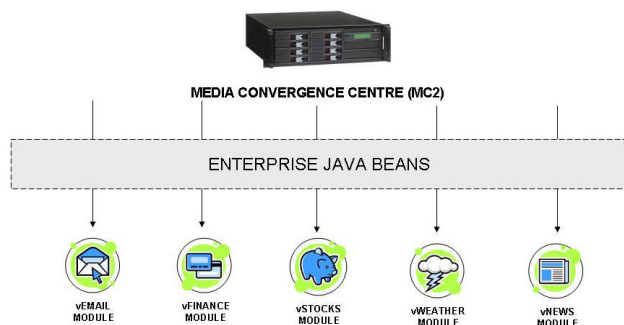 MEDIA CONVERGENCE CENTRE (MC2)
ENTERPRISE JAVA BEANS
vEMAIL
MODULE
vFINANCE
MODULE
vSTOCKS
MODULE
vWEATHER
MODULE
vNEWS
MODULE